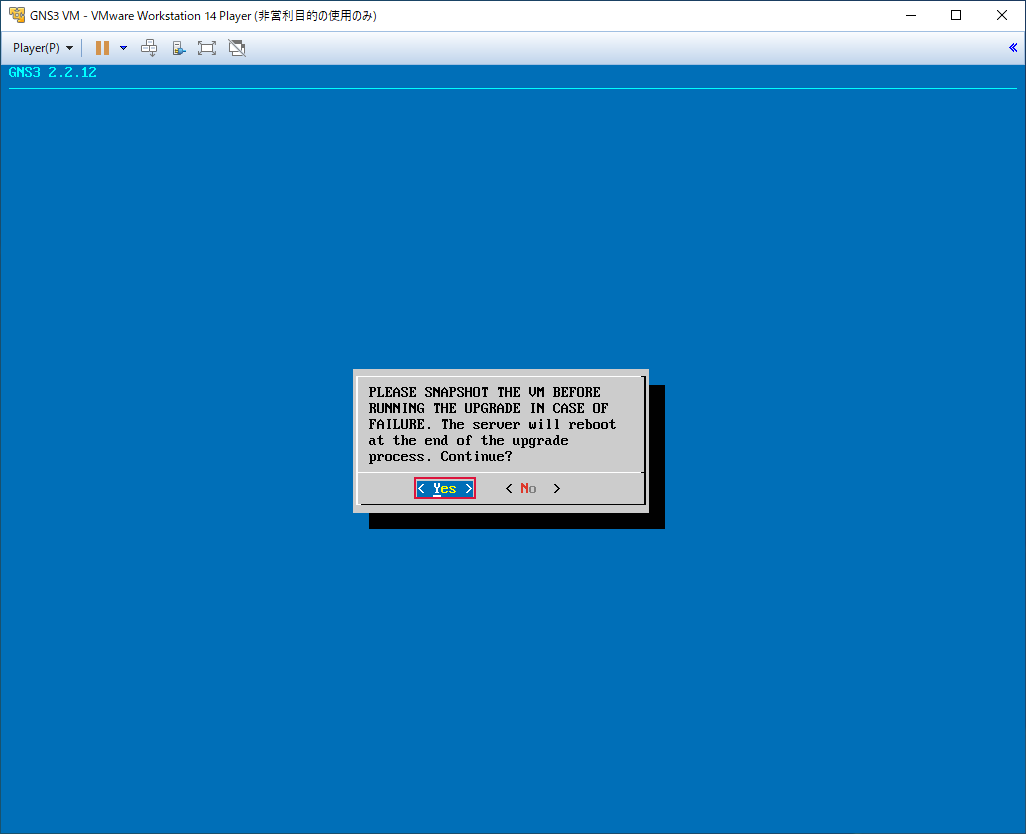 GNS3 VM - VMware Workstation 14 Player (非営利目的の使用のみ)
Player(P)
GNS3 2.2.12
PLEASE SNAPSHOT THE VM BEFORE
RUNNING THE UPGRADE IN CASE OF
FAILURE. The server will reboot
at the end of the upgrade
process. Continue?
< Yes > < No >